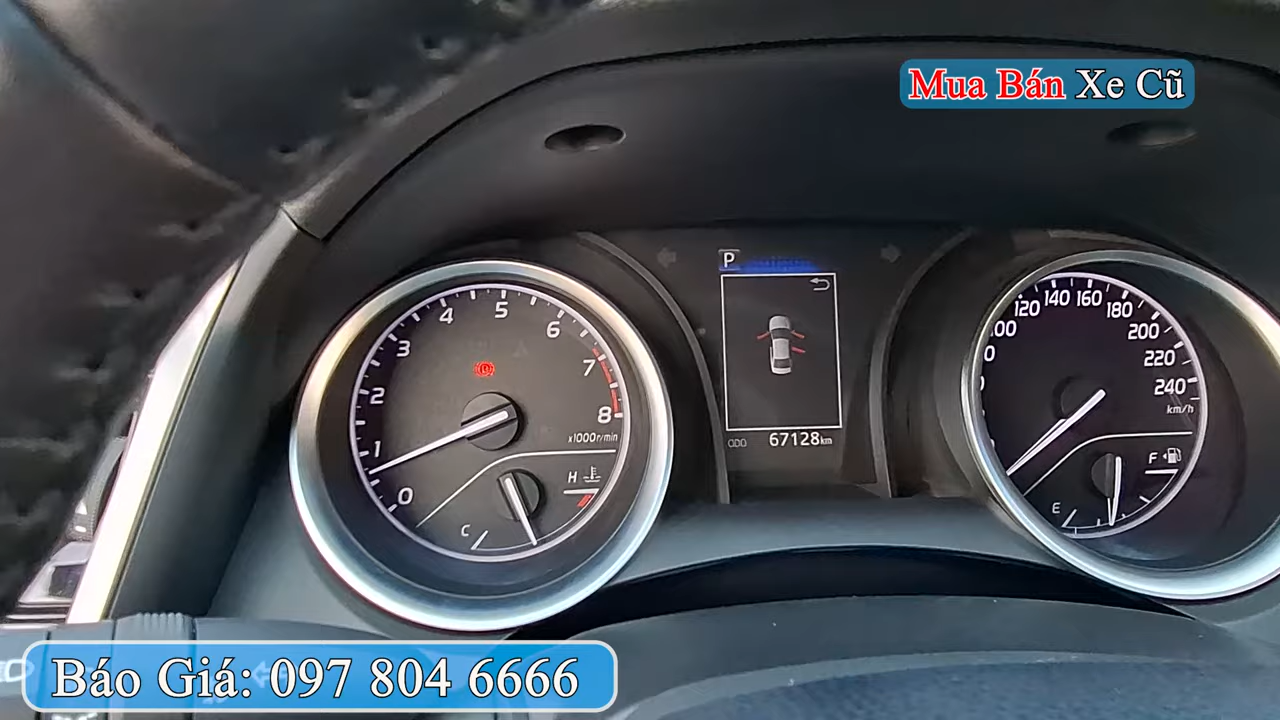 Mua Bán Xe Cũ
P
4 5 6
3 7
2 8
1 x1000r/min
0
C H
ODO 67128km
120 140 160 180
200
220
240
km/h
E F
Báo Giá: 097 804 6666